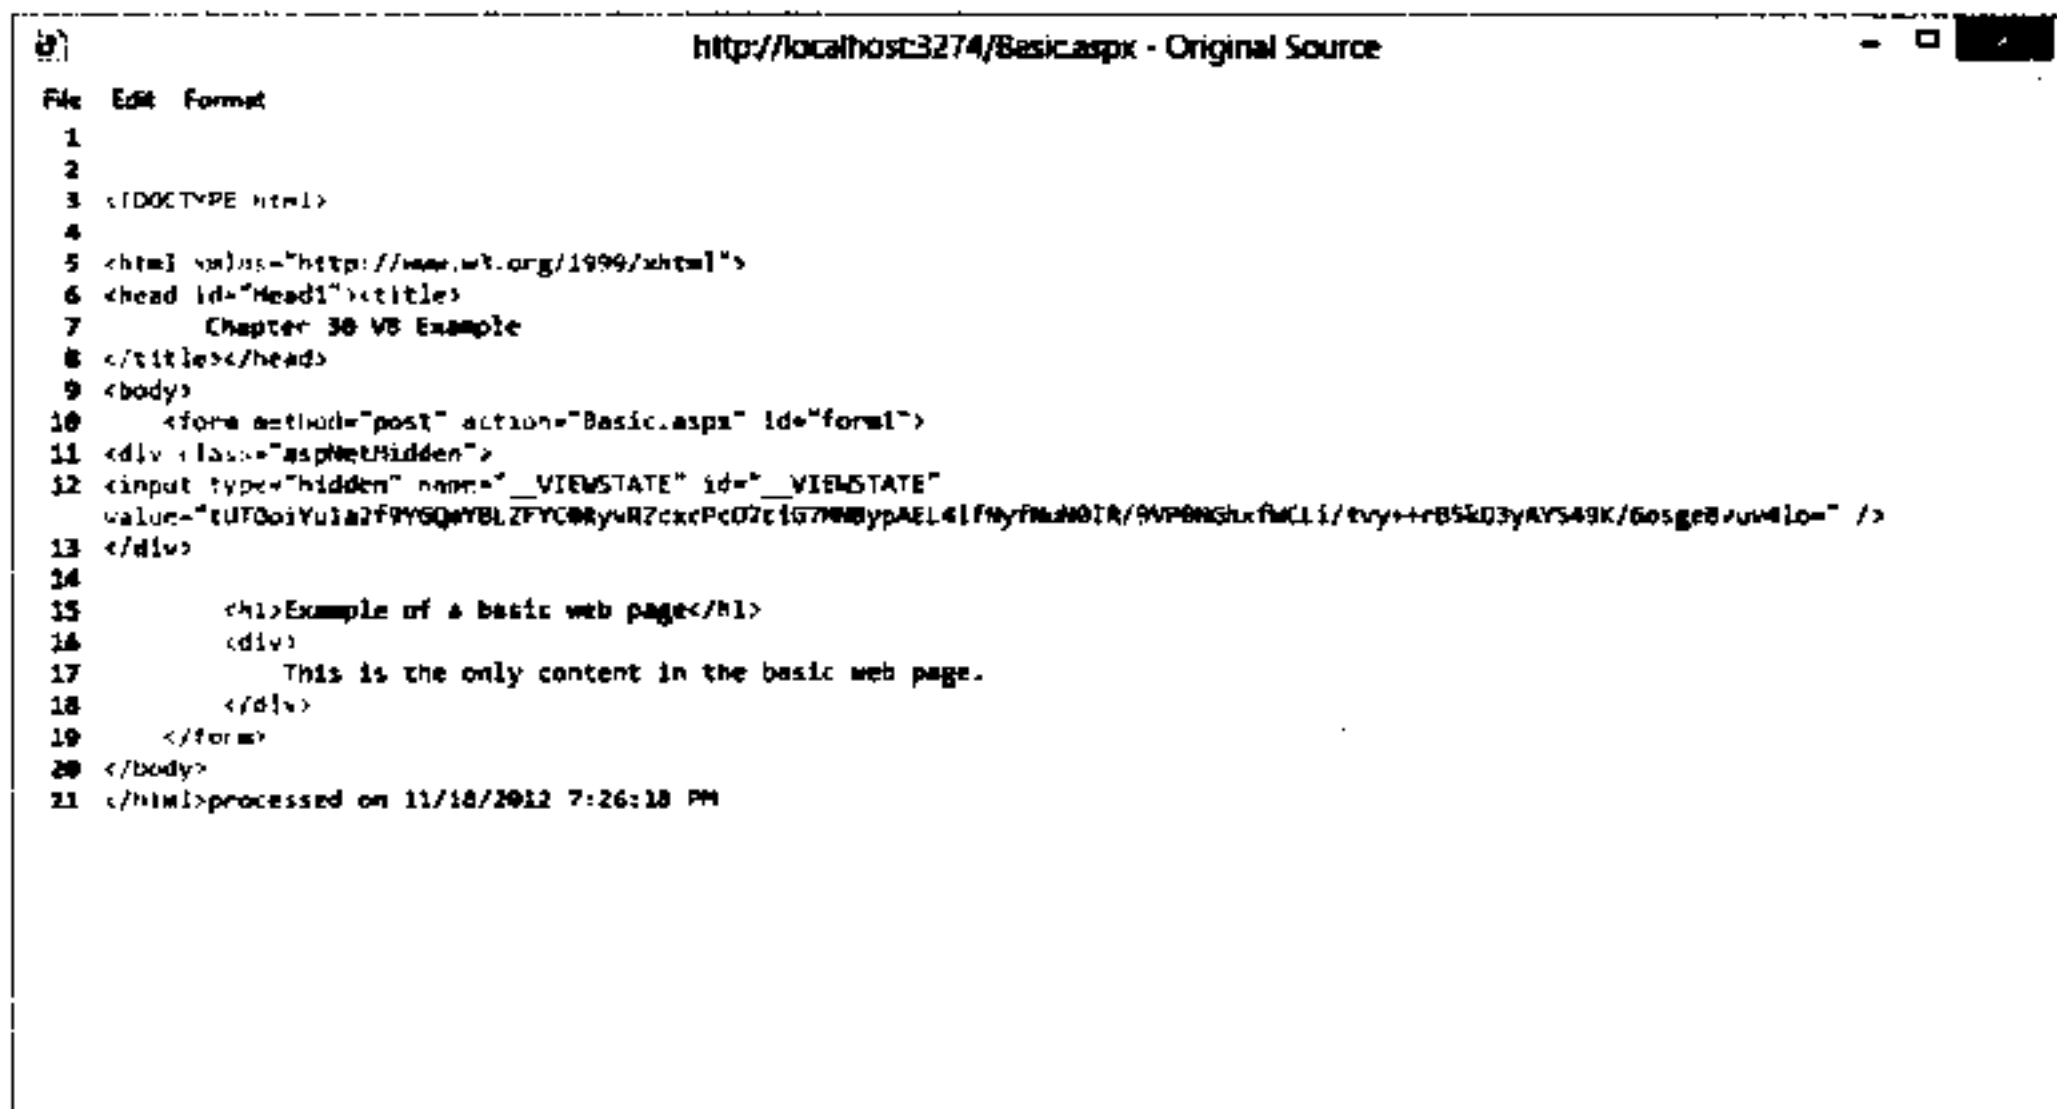 http://localhost:3274/Basic.aspx - Original Source
File Edit Format
1
2
3 <!DOCTYPE html>
4
5 <html xmlns="http://www.w3.org/1999/xhtml">
6 <head id="Head1"><title>
7 Chapter 30 VB Example
8 </title></head>
9 <body>
10 <form method="post" action="Basic.aspx" id="form1">
11 <div class="aspNetHidden">
12 <input type="hidden" name="__VIEWSTATE" id="__VIEWSTATE"
/>
13 </div>
14
15 <h1>Example of a basic web page</h1>
16 <div>
17 This is the only content in the basic web page.
18 </div>
19 </form>
20 </body>
21 </html>processed on 11/18/2012 7:26:18 PM